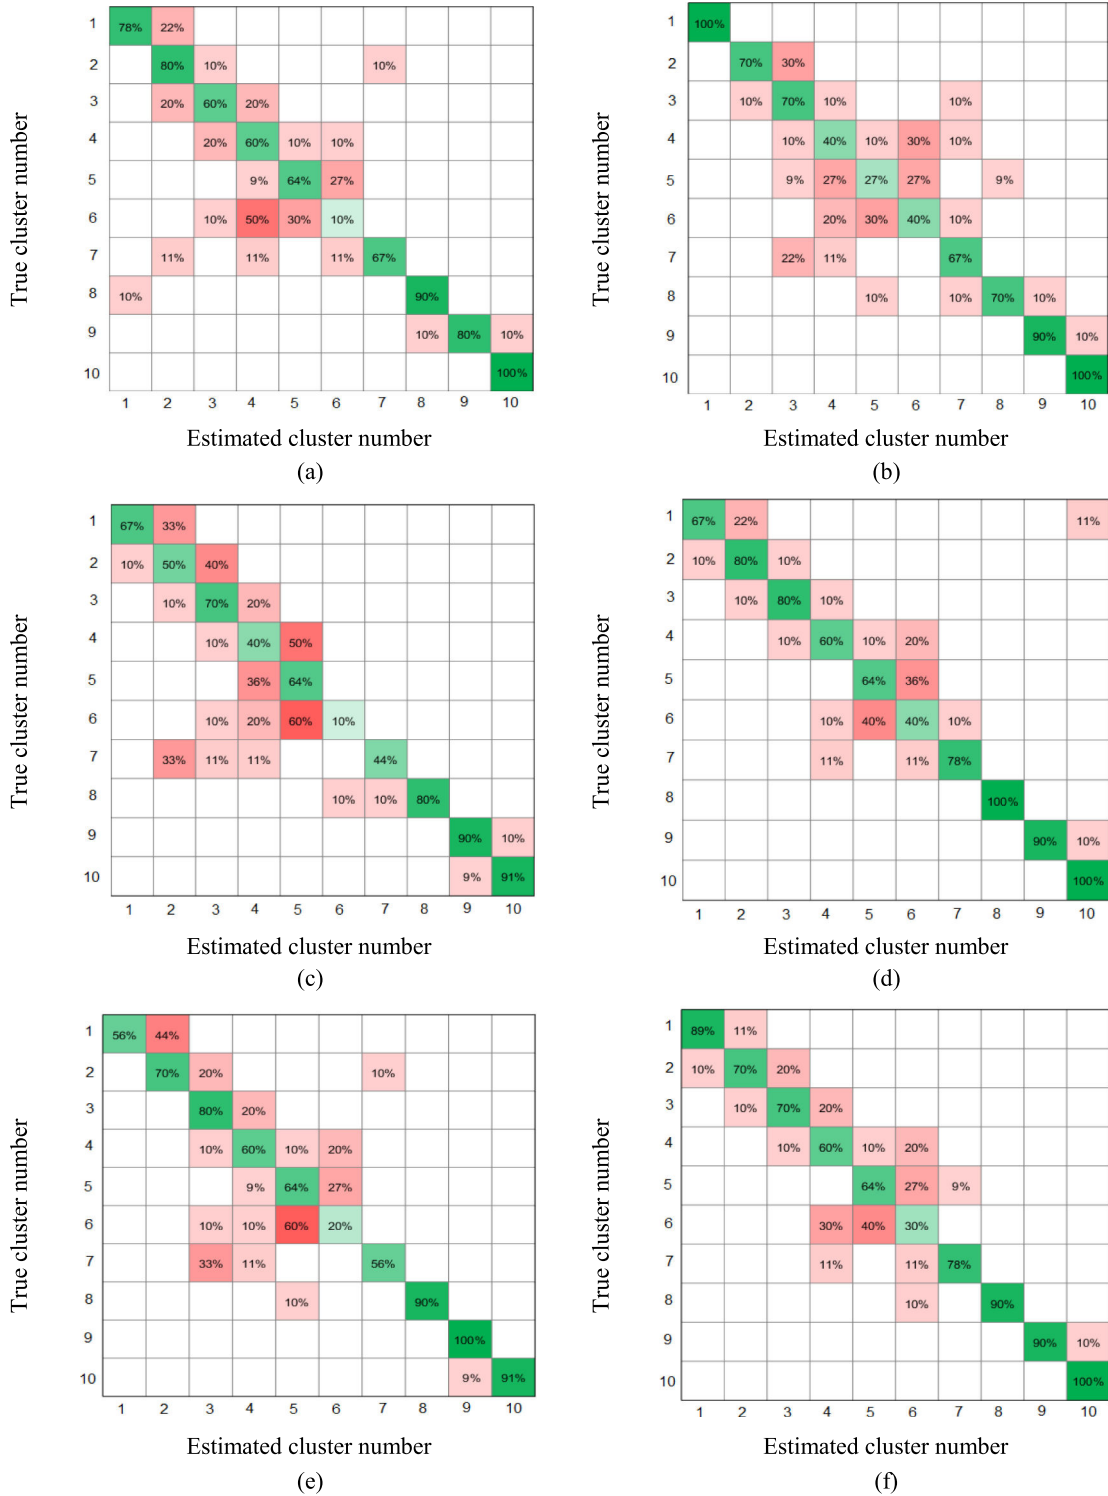 True cluster number
1 78% 22%
2 80% 10% 10%
3 20% 60% 20%
4 20% 60% 10% 10%
5 9% 64% 27%
6 10% 50% 30% 10%
7 11% 11% 11% 67%
8 10% 90%
9 10% 80% 10%
10 100%
1 2 3 4 5 6 7 8 9 10
Estimated cluster number
(a)
True cluster number
1 100%
2 70% 30%
3 10% 70% 10% 10%
4 10% 40% 10% 30% 10%
5 9% 27% 27% 27% 9%
6 20% 30% 40% 10%
7 22% 11% 67%
8 10% 10% 70% 10%
9 90% 10%
10 100%
1 2 3 4 5 6 7 8 9 10
Estimated cluster number
(b)
True cluster number
1 67% 33%
2 10% 50% 40%
3 10% 70% 20%
4 10% 40% 50%
5 36% 64%
6 10% 20% 60% 10%
7 33% 11% 11% 44%
8 10% 10% 80%
9 90% 10%
10 9% 91%
1 2 3 4 5 6 7 8 9 10
Estimated cluster number
(c)
True cluster number
1 67% 22% 11%
2 10% 80% 10%
3 10% 80% 10%
4 10% 60% 10% 20%
5 64% 36%
6 10% 40% 40% 10%
7 11% 11% 78%
8 100%
9 90% 10%
10 100%
1 2 3 4 5 6 7 8 9 10
Estimated cluster number
(d)
True cluster number
1 56% 44%
2 70% 20% 10%
3 80% 20%
4 10% 60% 10% 20%
5 9% 64% 27%
6 10% 10% 60% 20%
7 33% 11% 56%
8 10% 90%
9 100%
10 9% 91%
1 2 3 4 5 6 7 8 9 10
Estimated cluster number
(e)
True cluster number
1 89% 11%
2 10% 70% 20%
3 10% 70% 20%
4 10% 60% 10% 20%
5 64% 27% 9%
6 30% 40% 30%
7 11% 11% 78%
8 10% 90%
9 90% 10%
10 100%
1 2 3 4 5 6 7 8 9 10
Estimated cluster number
(f)